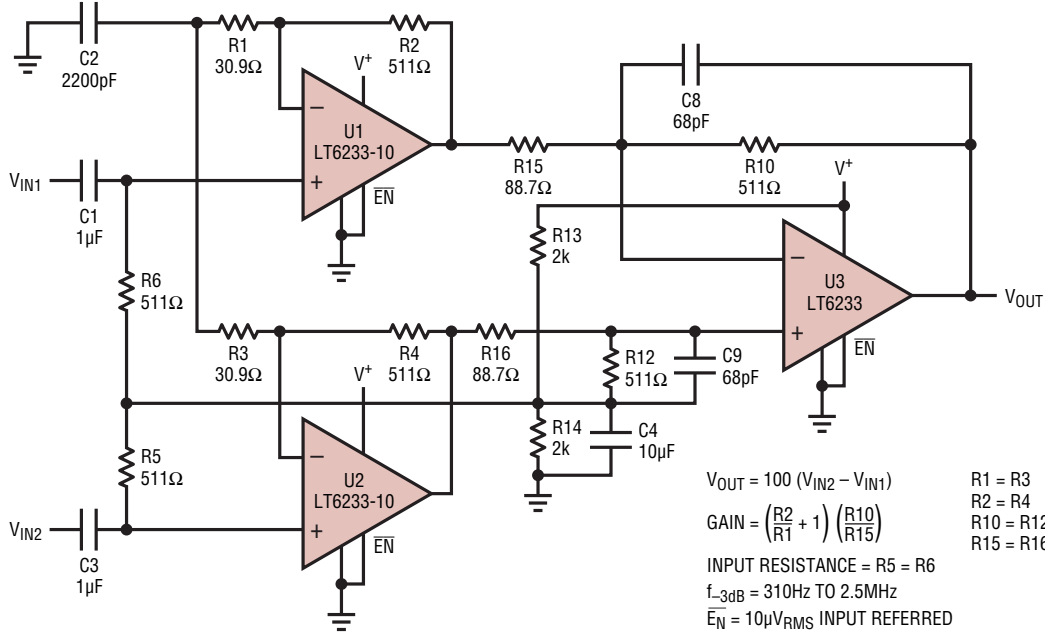 C2
2200pF
R1
30.9Ω
R2
511Ω
V+
−
U1
LT6233-10
+
E̅N̅
VIN1
C1
1µF
R15
88.7Ω
C8
68pF
R10
511Ω
V+
R13
2k
−
U3
LT6233
+
E̅N̅
VOUT
R6
511Ω
R3
30.9Ω
R4
511Ω
R16
88.7Ω
R12
511Ω
C9
68pF
V+
R5
511Ω
−
U2
LT6233-10
+
E̅N̅
R14
2k
C4
10µF
VIN2
C3
1µF
VOUT = 100 (VIN2 – VIN1)
GAIN = (R2/R1 + 1) (R10/R15)
INPUT RESISTANCE = R5 = R6
f–3dB = 310Hz TO 2.5MHz
E̅N̅ = 10µVRMS INPUT REFERRED
R1 = R3
R2 = R4
R10 = R12
R15 = R16